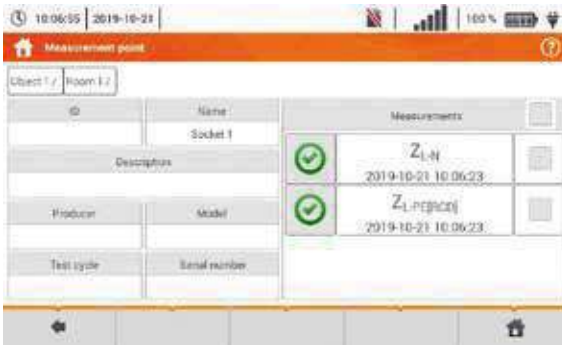 10:06:55 2019-10-21 100%
Measurement point
Object 1 / Room 1 /
ID Name Measurements
Socket 1
Description
ZL-N
2019-10-21 10:06:23
ZL-PE[RCD]
2019-10-21 10:06:23
Producer Model
Test cycle Serial number